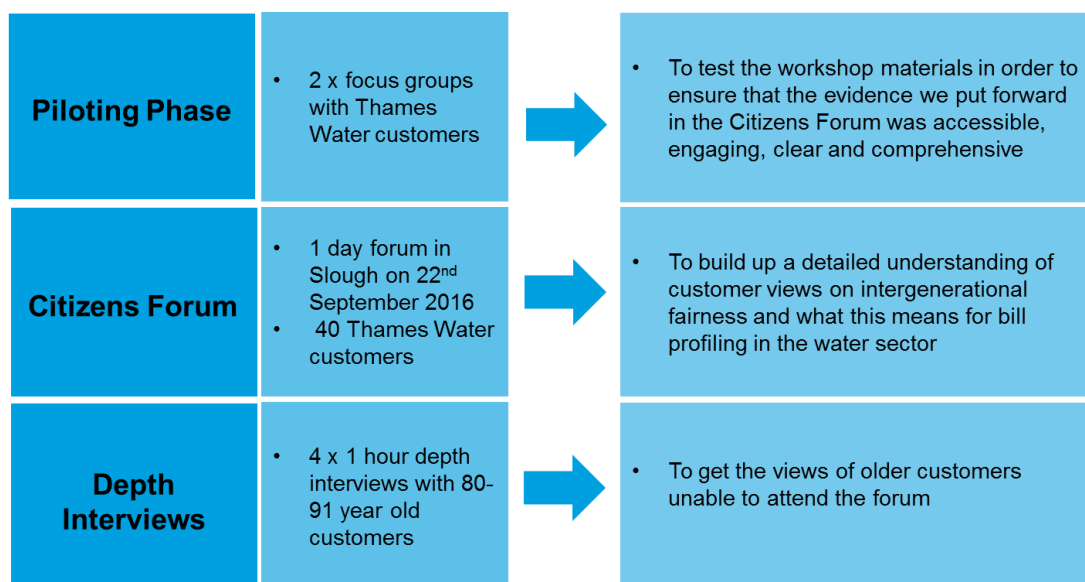 Piloting Phase
• 2 x focus groups
with Thames
Water customers
• To test the workshop materials in order to
ensure that the evidence we put forward
in the Citizens Forum was accessible,
engaging, clear and comprehensive
Citizens Forum
• 1 day forum in
Slough on 22nd
September 2016
• 40 Thames Water
customers
• To build up a detailed understanding of
customer views on intergenerational
fairness and what this means for bill
profiling in the water sector
Depth
Interviews
• 4 x 1 hour depth
interviews with 80-
91 year old
customers
• To get the views of older customers
unable to attend the forum